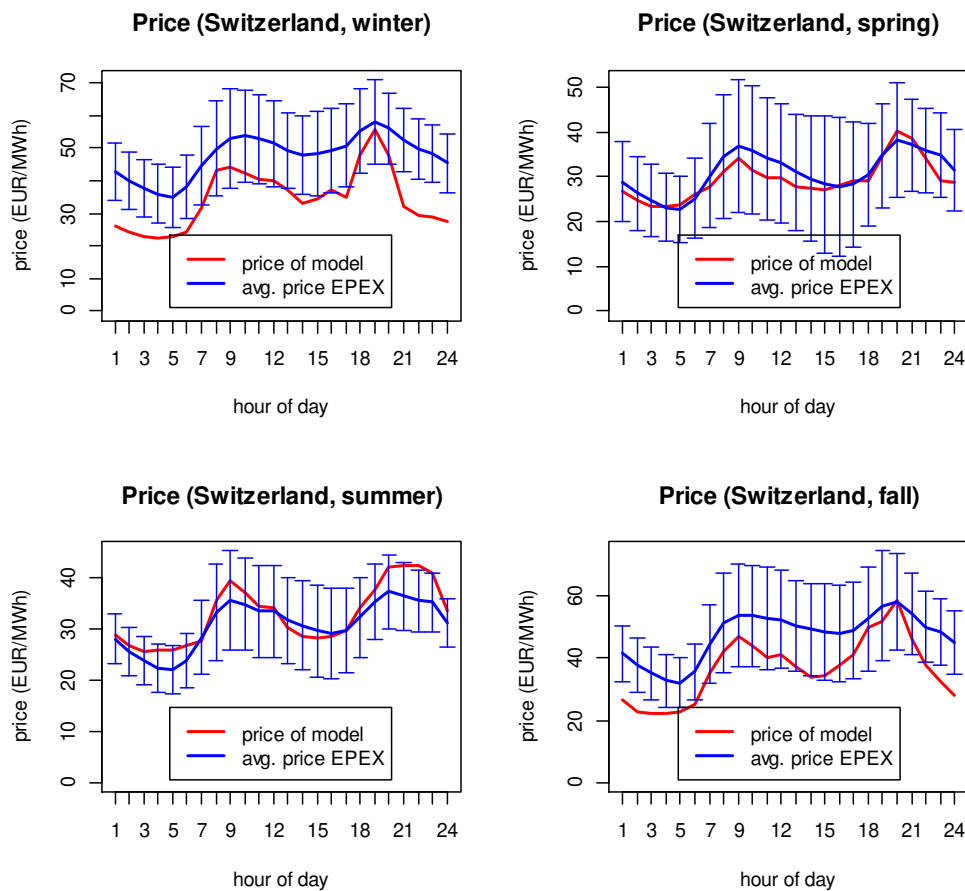 Price (Switzerland, winter)
price (EUR/MWh)
0 10 30 50 70
price of model
avg. price EPEX
1 3 5 7 9 12 15 18 21 24
hour of day
Price (Switzerland, spring)
price (EUR/MWh)
0 10 20 30 40 50
price of model
avg. price EPEX
1 3 5 7 9 12 15 18 21 24
hour of day
Price (Switzerland, summer)
price (EUR/MWh)
0 10 20 30 40
price of model
avg. price EPEX
1 3 5 7 9 12 15 18 21 24
hour of day
Price (Switzerland, fall)
price (EUR/MWh)
0 20 40 60
price of model
avg. price EPEX
1 3 5 7 9 12 15 18 21 24
hour of day